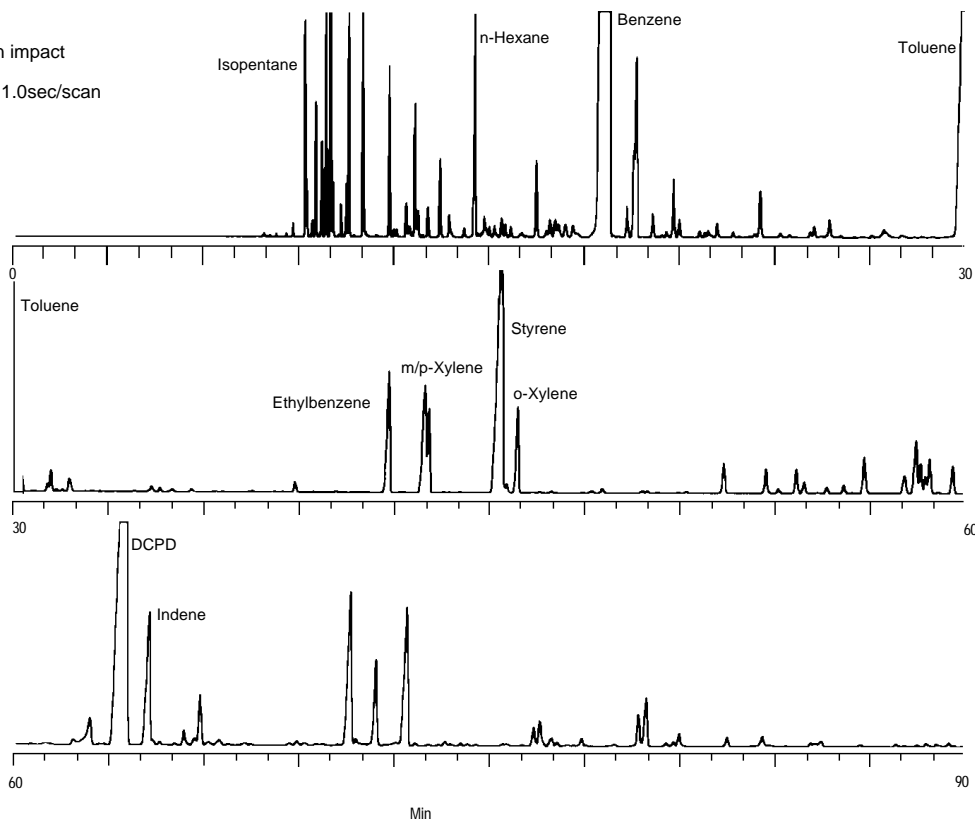 n impact
1.0sec/scan
Isopentane
n-Hexane
Benzene
Toluene
0
30
Toluene
Ethylbenzene
m/p-Xylene
Styrene
o-Xylene
30
60
DCPD
Indene
60
90
Min